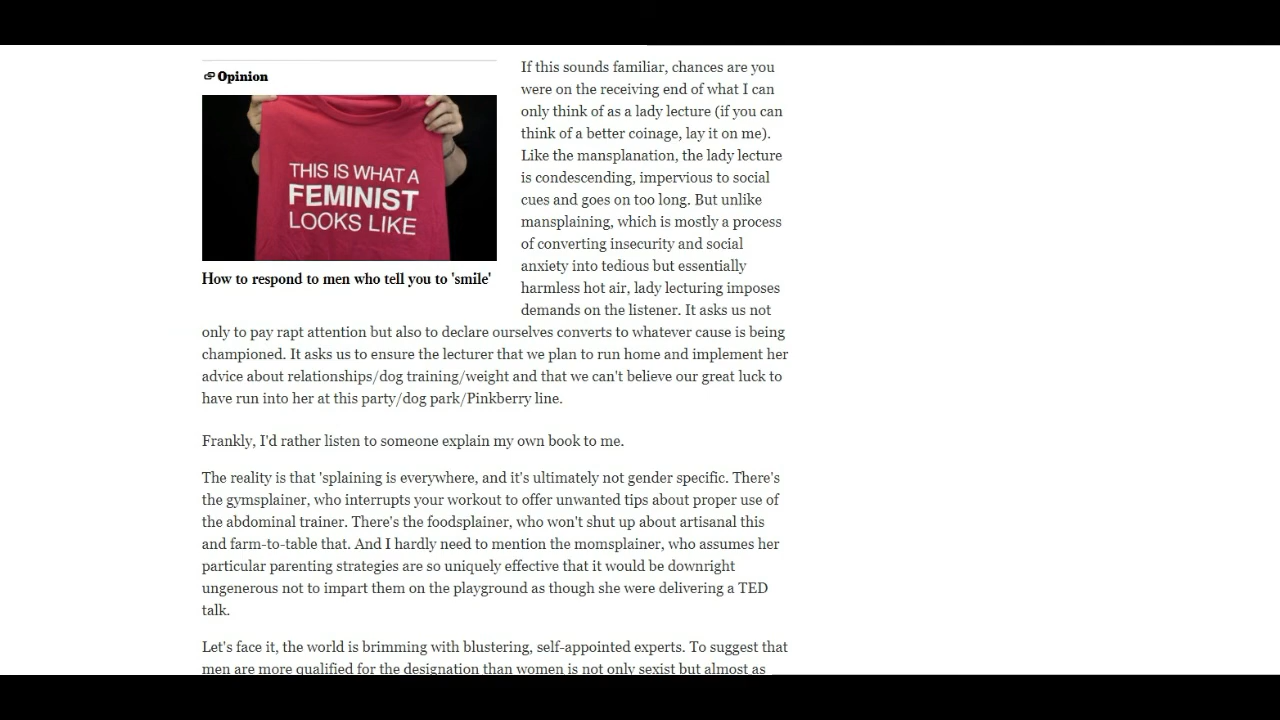 Opinion
THIS IS WHAT A
FEMINIST
LOOKS LIKE
How to respond to men who tell you to 'smile'
If this sounds familiar, chances are you
were on the receiving end of what I can
only think of as a lady lecture (if you can
think of a better coinage, lay it on me).
Like the mansplanation, the lady lecture
is condescending, impervious to social
cues and goes on too long. But unlike
mansplaining, which is mostly a process
of converting insecurity and social
anxiety into tedious but essentially
harmless hot air, lady lecturing imposes
demands on the listener. It asks us not
only to pay rapt attention but also to declare ourselves converts to whatever cause is being
championed. It asks us to ensure the lecturer that we plan to run home and implement her
advice about relationships/dog training/weight and that we can't believe our great luck to
have run into her at this party/dog park/Pinkberry line.
Frankly, I'd rather listen to someone explain my own book to me.
The reality is that 'splaining is everywhere, and it's ultimately not gender specific. There's
the gymsplainer, who interrupts your workout to offer unwanted tips about proper use of
the abdominal trainer. There's the foodsplainer, who won't shut up about artisanal this
and farm-to-table that. And I hardly need to mention the momsplainer, who assumes her
particular parenting strategies are so uniquely effective that it would be downright
ungenerous not to impart them on the playground as though she were delivering a TED
talk.
Let's face it, the world is brimming with blustering, self-appointed experts. To suggest that
men are more qualified for the designation than women is not only sexist but almost as